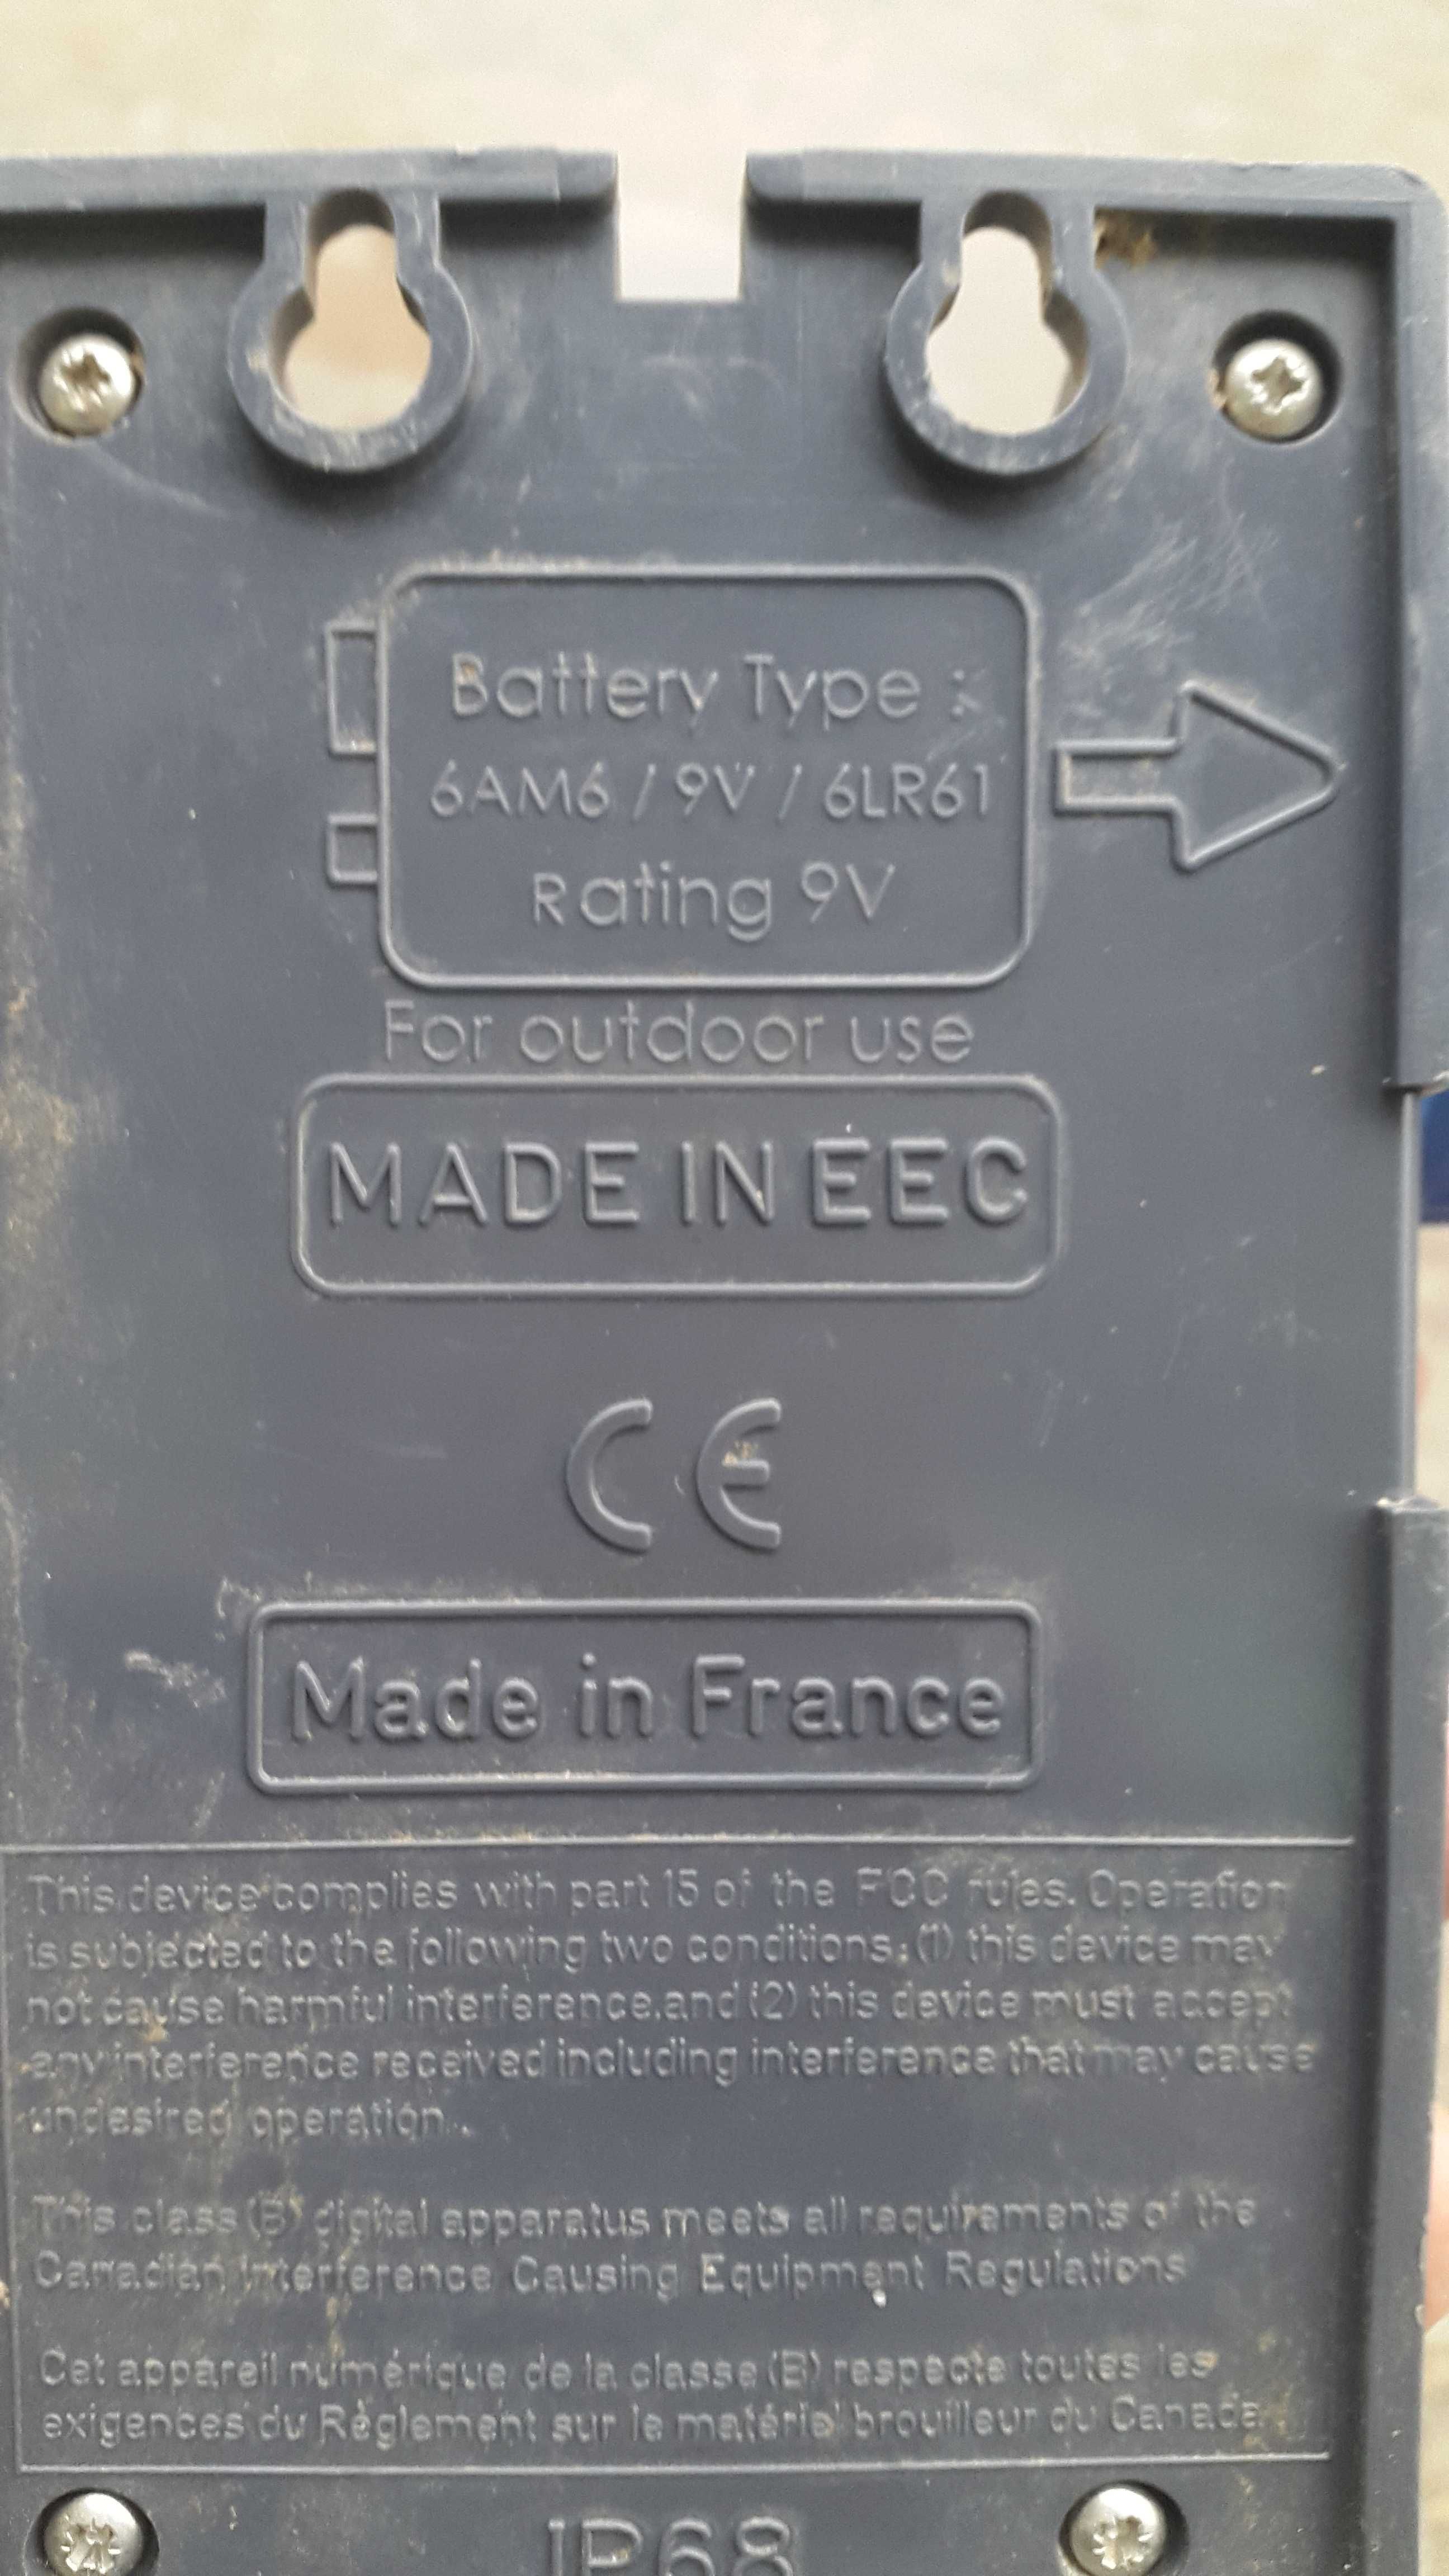 Battery Type :
6AM6 / 9V / 6LR61
Rating 9V
For outdoor use
MADE IN EEC
CE
Made in France
This device complies with part 15 of the FCC rules. Operation
is subjected to the following two conditions: (1) this device may
not cause harmful interference.and (2) this device must accept
any interference received including interference that may cause
undesired operation.
This class (B) digital apparatus meets all requirements of the
Canadian Interference Causing Equipment Regulations
Cet appareil numérique de la classe (B) respecte toutes les
exigences du Règlement sur le matériel brouilleur du Canada
IP68